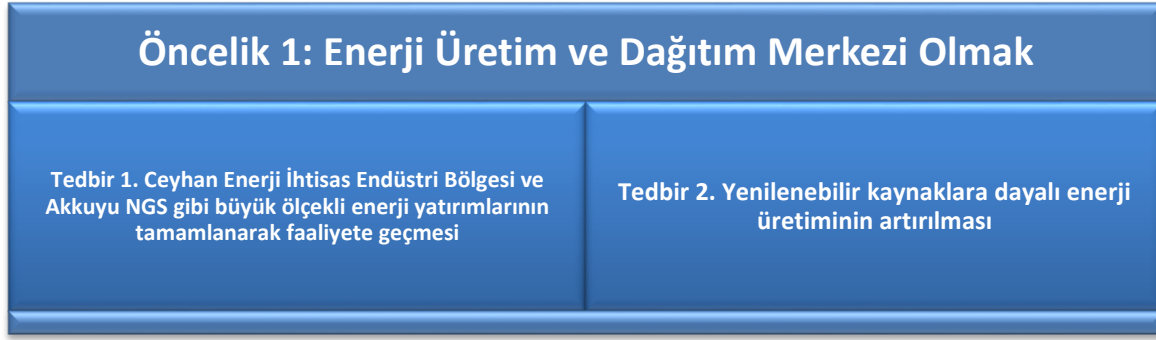 Öncelik 1: Enerji Üretim ve Dağıtım Merkezi Olmak
Tedbir 1. Ceyhan Enerji İhtisas Endüstri Bölgesi ve
Akkuyu NGS gibi büyük ölçekli enerji yatırımlarının
tamamlanarak faaliyete geçmesi
Tedbir 2. Yenilenebilir kaynaklara dayalı enerji
üretiminin artırılması